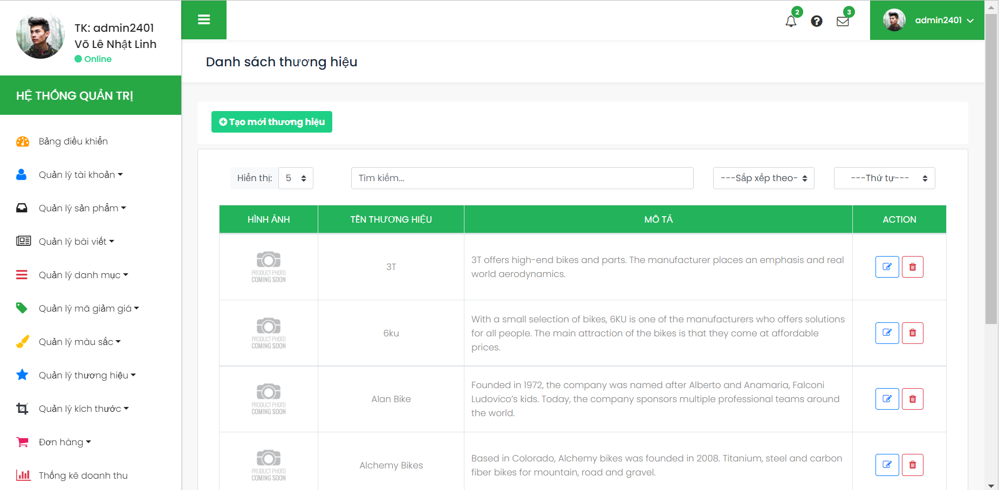 TK: admin2401
Võ Lê Nhật Linh
Online
2
3
admin2401
Danh sách thương hiệu
HỆ THỐNG QUẢN TRỊ
Bảng điều khiển
Quản lý tài khoản
Quản lý sản phẩm
Quản lý bài viết
Quản lý danh mục
Quản lý mã giảm giá
Quản lý màu sắc
Quản lý thương hiệu
Quản lý kích thước
Đơn hàng
Thống kê doanh thu
Tạo mới thương hiệu
Hiển thị: 5 Tìm kiếm... ---Sắp xếp theo- ---Thứ tự---
HÌNH ẢNH TÊN THƯƠNG HIỆU MÔ TẢ ACTION
PRODUCT PHOTO
COMING SOON
3T
3T offers high-end bikes and parts. The manufacturer places an emphasis and real
world aerodynamics.
PRODUCT PHOTO
COMING SOON
6ku
With a small selection of bikes, 6KU is one of the manufacturers who offers solutions
for all people. The main attraction of the bikes is that they come at affordable
prices.
PRODUCT PHOTO
COMING SOON
Alan Bike
Founded in 1972, the company was named after Alberto and Anamaria, Falconi
Ludovico’s kids. Today, the company sponsors multiple professional teams around
the world.
PRODUCT PHOTO
COMING SOON
Alchemy Bikes
Based in Colorado, Alchemy bikes was founded in 2008. Titanium, steel and carbon
fiber bikes for mountain, road and gravel.